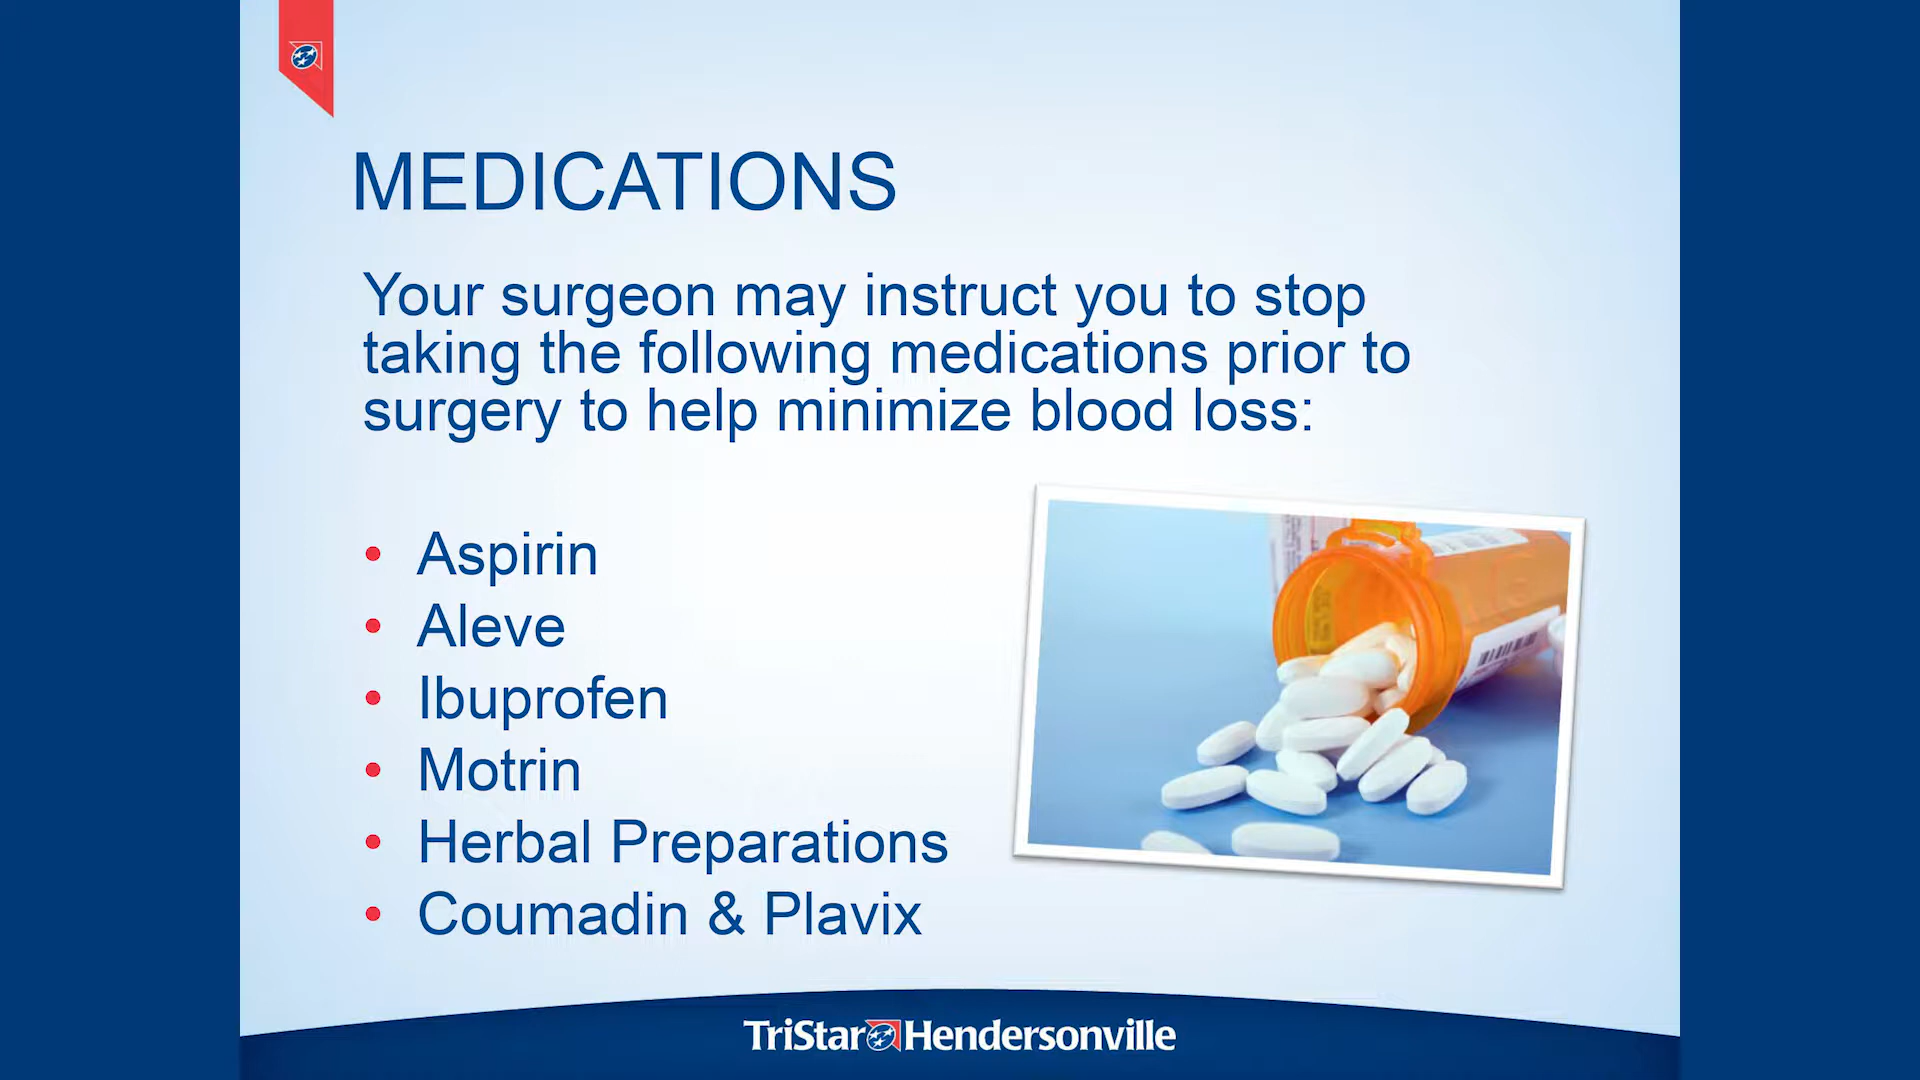 MEDICATIONS
Your surgeon may instruct you to stop
taking the following medications prior to
surgery to help minimize blood loss:
• Aspirin
• Aleve
• Ibuprofen
• Motrin
• Herbal Preparations
• Coumadin & Plavix
TriStar Hendersonville